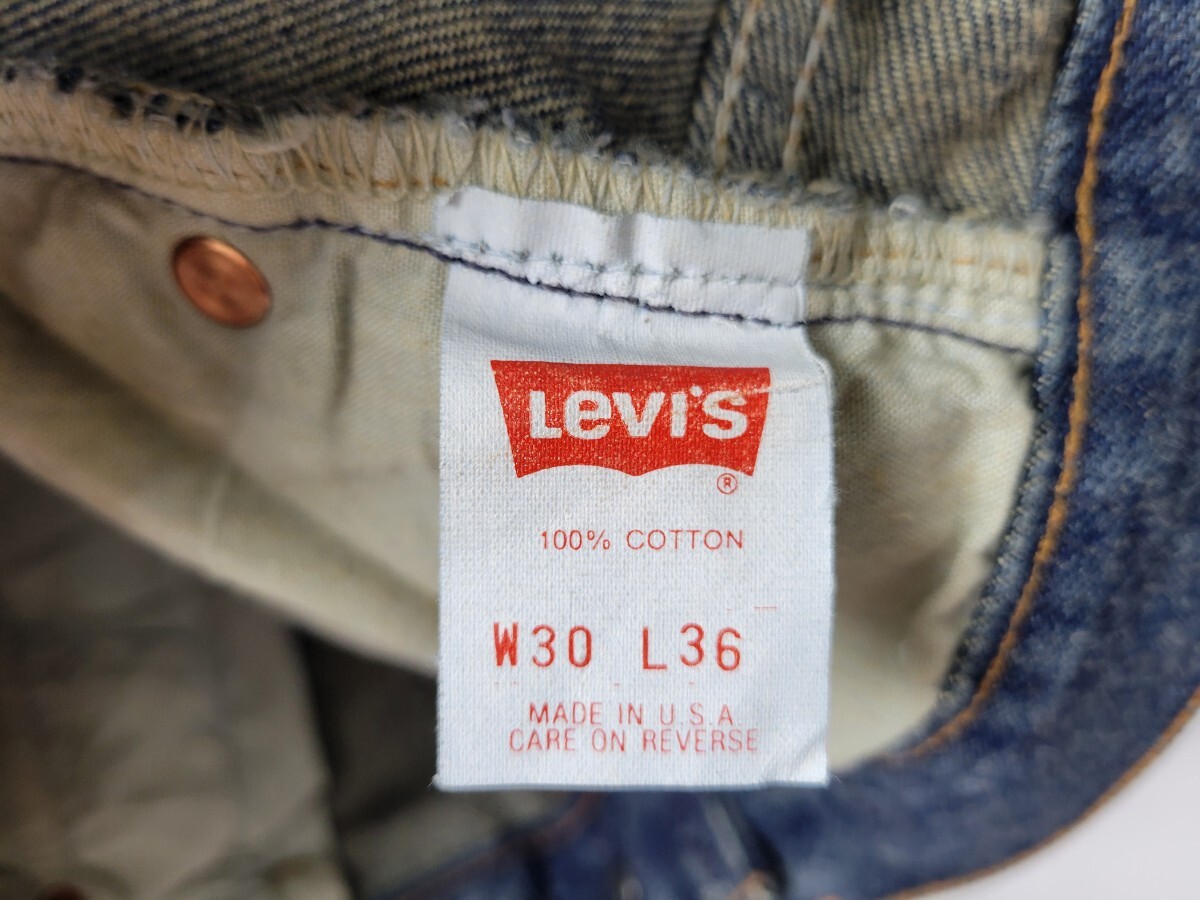 Levi's
®
100% COTTON
W30 L36
MADE IN U.S.A.
CARE ON REVERSE